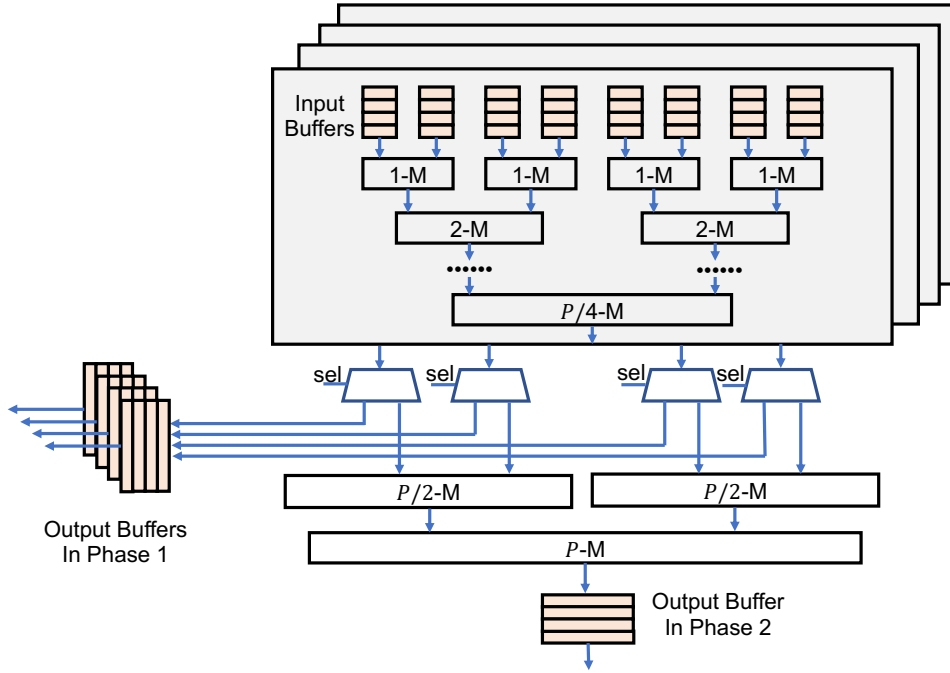 Input
Buffers
1-M
1-M
1-M
1-M
2-M
2-M
......
......
P/4-M
sel
sel
sel
sel
P/2-M
P/2-M
Output Buffers
In Phase 1
P-M
Output Buffer
In Phase 2